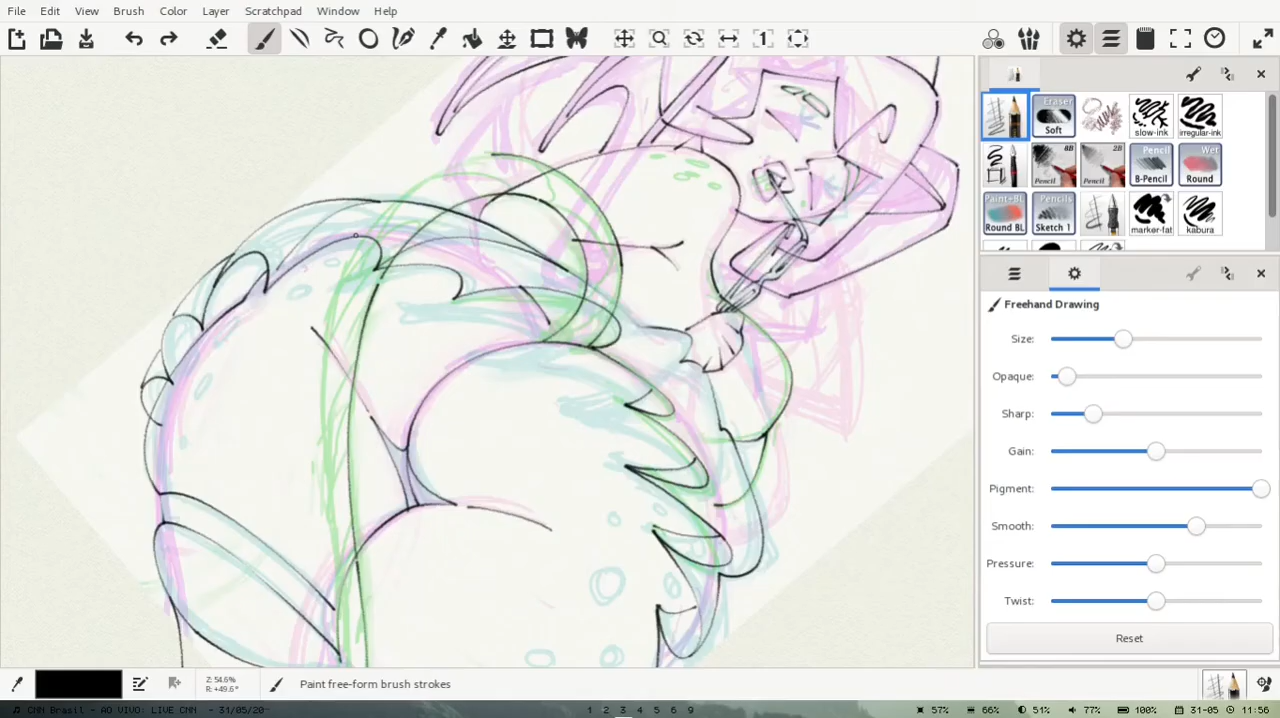 File Edit View Brush Color Layer Scratchpad Window Help
1
Eraser
Soft
slow-ink
irregular-ink
8B
Pencil
2B
Pencil
Pencil
B-Pencil
Wet
Round
Paint+BL
Round BL
Pencils
Sketch 1
marker-fat
kabura
Freehand Drawing
Size:
Opaque:
Sharp:
Gain:
Pigment:
Smooth:
Pressure:
Twist:
Reset
Z: 54.6%
R: +49.6°
Paint free-form brush strokes
CNN Brasil - AO VIVO: LIVE CNN - 31/05/20
1 2 3 4 5 6 9
57% 66% 51% 77% 100% 31-05 11:56